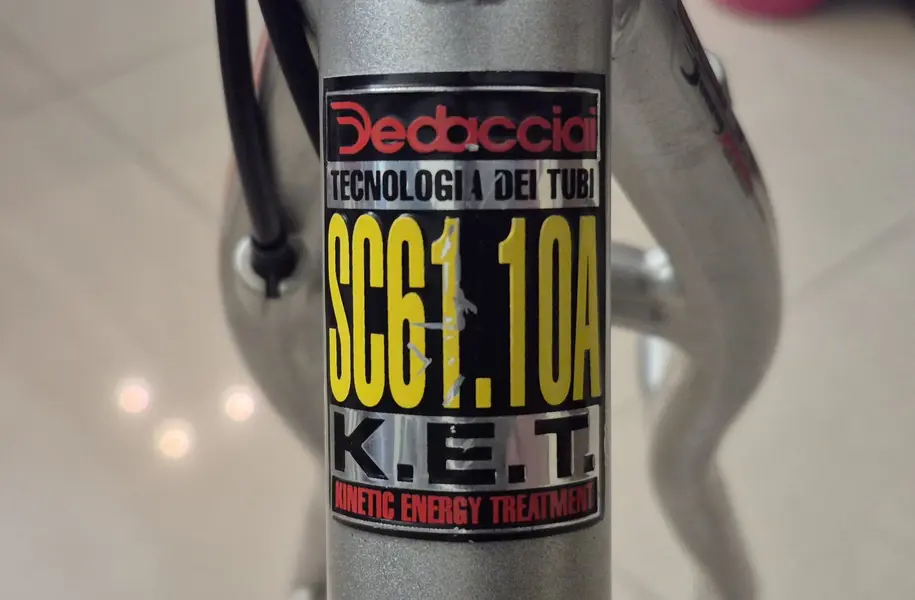 Dedacciai
TECNOLOGIA DEI TUBI
SC61.10A
K.E.T.
KINETIC ENERGY TREATMENT